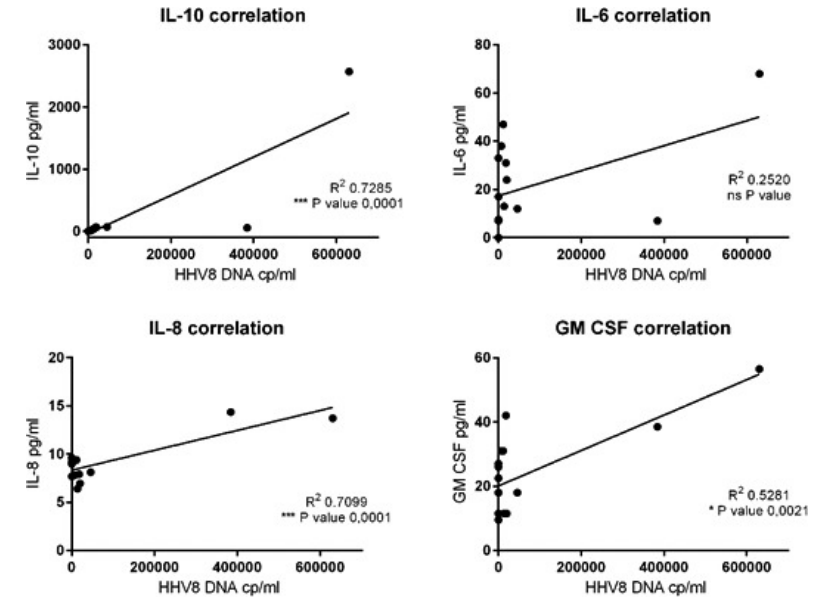 IL-10 correlation
3000
2000
1000
0
IL-10 pg/ml
R2 0.7285
*** P value 0,0001
0 200000 400000 600000
HHV8 DNA cp/ml
IL-6 correlation
80
60
40
20
0
IL-6 pg/ml
R2 0.2520
ns P value
0 200000 400000 600000
HHV8 DNA cp/ml
IL-8 correlation
20
15
10
5
0
IL-8 pg/ml
R2 0.7099
*** P value 0,0001
0 200000 400000 600000
HHV8 DNA cp/ml
GM CSF correlation
60
40
20
0
GM CSF pg/ml
R2 0.5281
* P value 0,0021
0 200000 400000 600000
HHV8 DNA cp/ml